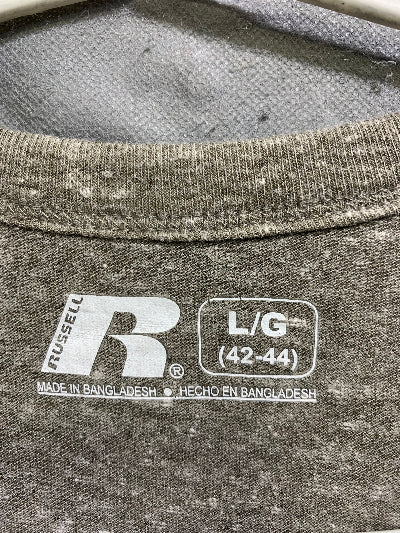 RUSSELL
R®
L/G
(42-44)
MADE IN BANGLADESH • HECHO EN BANGLADESH